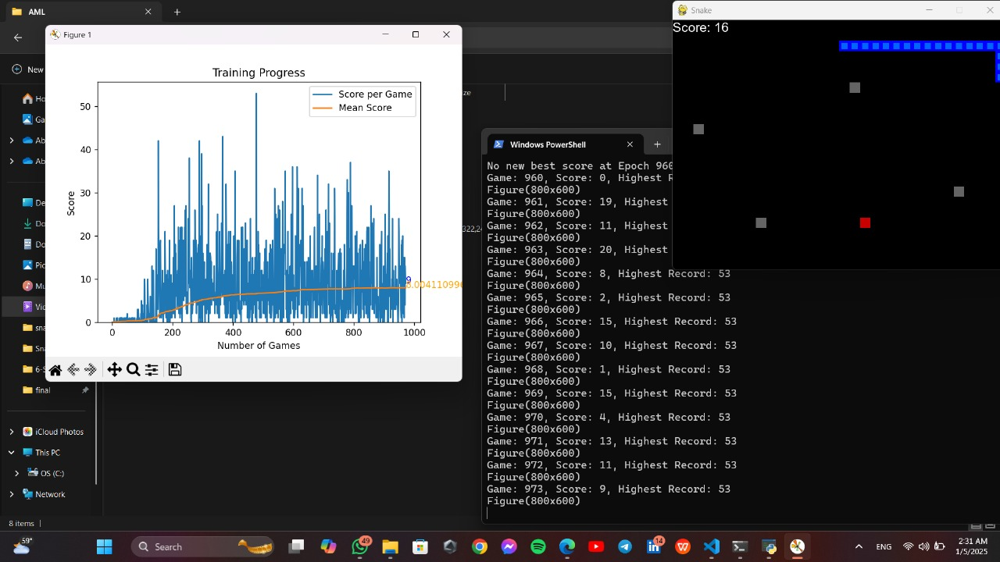 AML
New
Ho
Ga
Ab
Ab
De
Do
Do
Pic
Mu
Vid
sna
Sna
6-S
final
iCloud Photos
This PC
OS (C:)
Network
8 items
ze
322,2
Figure 1
Training Progress
Score per Game
Mean Score
50
40
30
20
10
0
Score
0 200 400 600 800 1000
Number of Games
9
8.004110996
Windows PowerShell
No new best score at Epoch 960
Game: 960, Score: 0, Highest R
Figure(800x600)
Game: 961, Score: 19, Highest
Figure(800x600)
Game: 962, Score: 11, Highest
Figure(800x600)
Game: 963, Score: 20, Highest
Figure(800x600)
Game: 964, Score: 8, Highest Record: 53
Figure(800x600)
Game: 965, Score: 2, Highest Record: 53
Figure(800x600)
Game: 966, Score: 15, Highest Record: 53
Figure(800x600)
Game: 967, Score: 10, Highest Record: 53
Figure(800x600)
Game: 968, Score: 1, Highest Record: 53
Figure(800x600)
Game: 969, Score: 15, Highest Record: 53
Figure(800x600)
Game: 970, Score: 4, Highest Record: 53
Figure(800x600)
Game: 971, Score: 13, Highest Record: 53
Figure(800x600)
Game: 972, Score: 11, Highest Record: 53
Figure(800x600)
Game: 973, Score: 9, Highest Record: 53
Figure(800x600)
Snake
Score: 16
59°
Search
49
14
ENG
2:31 AM
1/5/2025